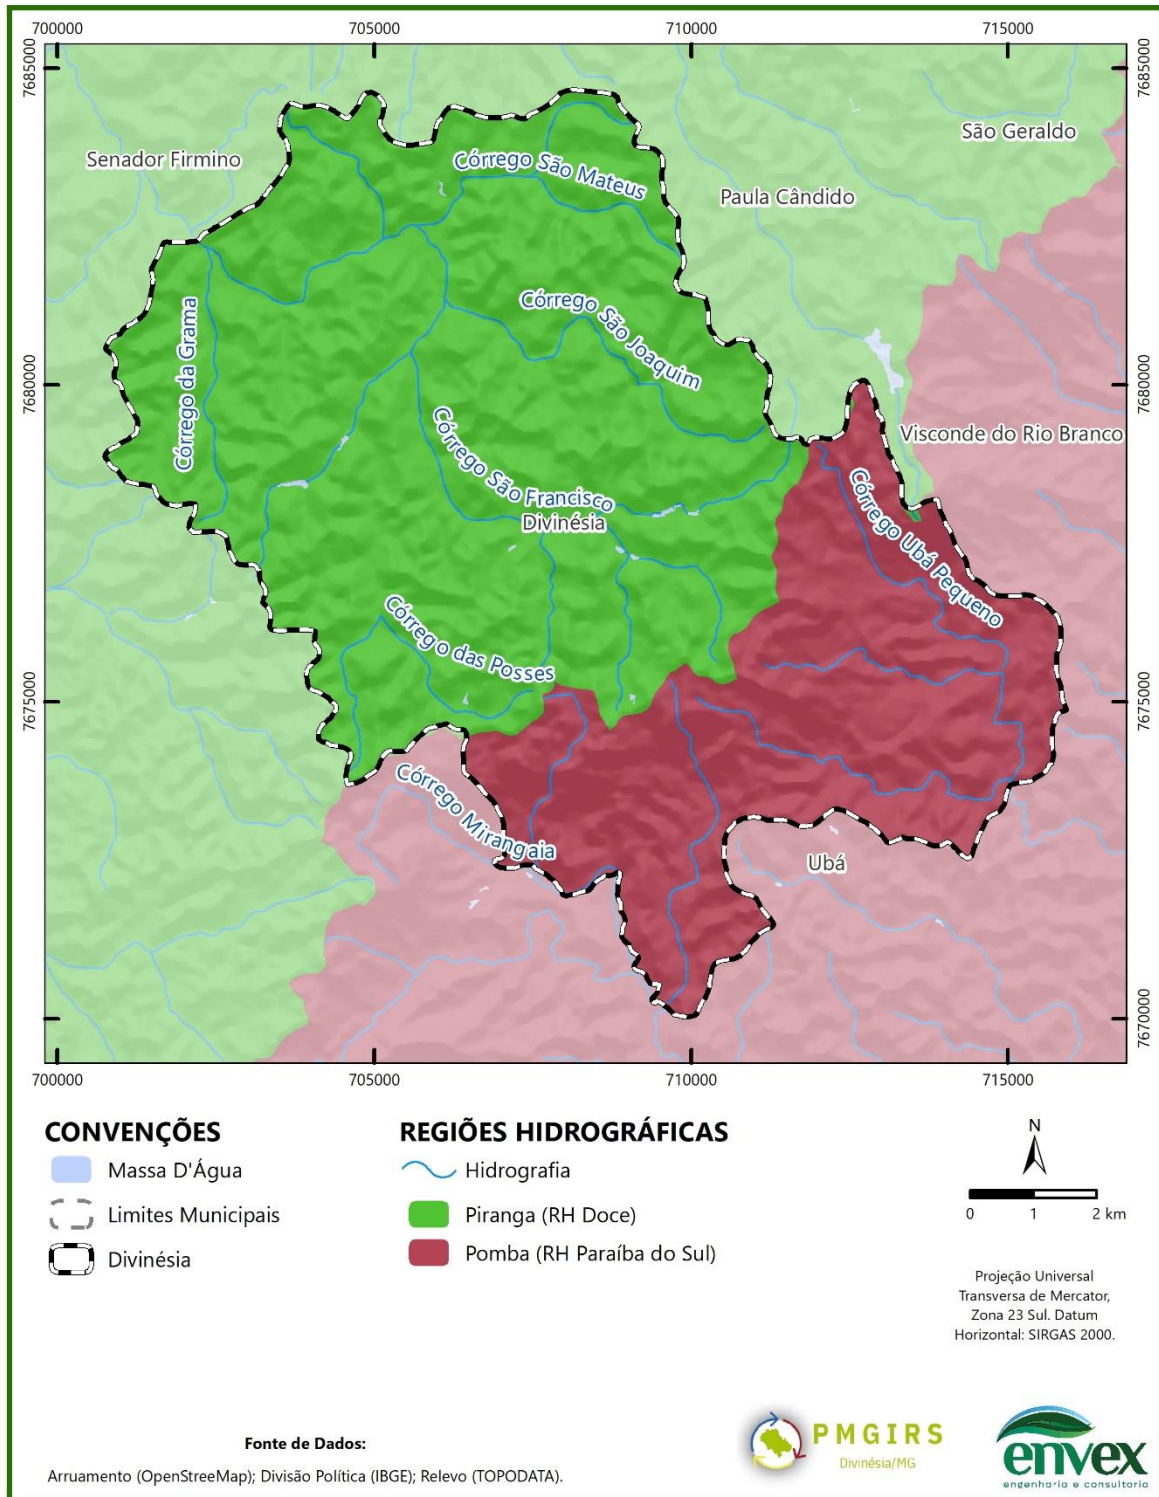 700000 705000 710000 715000
7685000 7685000
São Geraldo
Senador Firmino
Córrego São Mateus
Paula Cândido
Córrego da Grama
Córrego São Joaquim
7680000 7680000
Visconde do Rio Branco
Córrego São Francisco
Divinésia
Córrego Ubá Pequeno
Córrego das Posses
7675000 7675000
Córrego Mirangaia
Ubá
7670000
700000 705000 710000 715000
CONVENÇÕES
Massa D'Água
Limites Municipais
Divinésia
REGIÕES HIDROGRÁFICAS
Hidrografia
Piranga (RH Doce)
Pomba (RH Paraíba do Sul)
N
0 1 2 km
Projeção Universal
Transversa de Mercator,
Zona 23 Sul. Datum
Horizontal: SIRGAS 2000.
Fonte de Dados:
Arruamento (OpenStreeMap); Divisão Política (IBGE); Relevo (TOPODATA).
PMGIRS
Divinésia/MG
envex
engenharia e consultoria